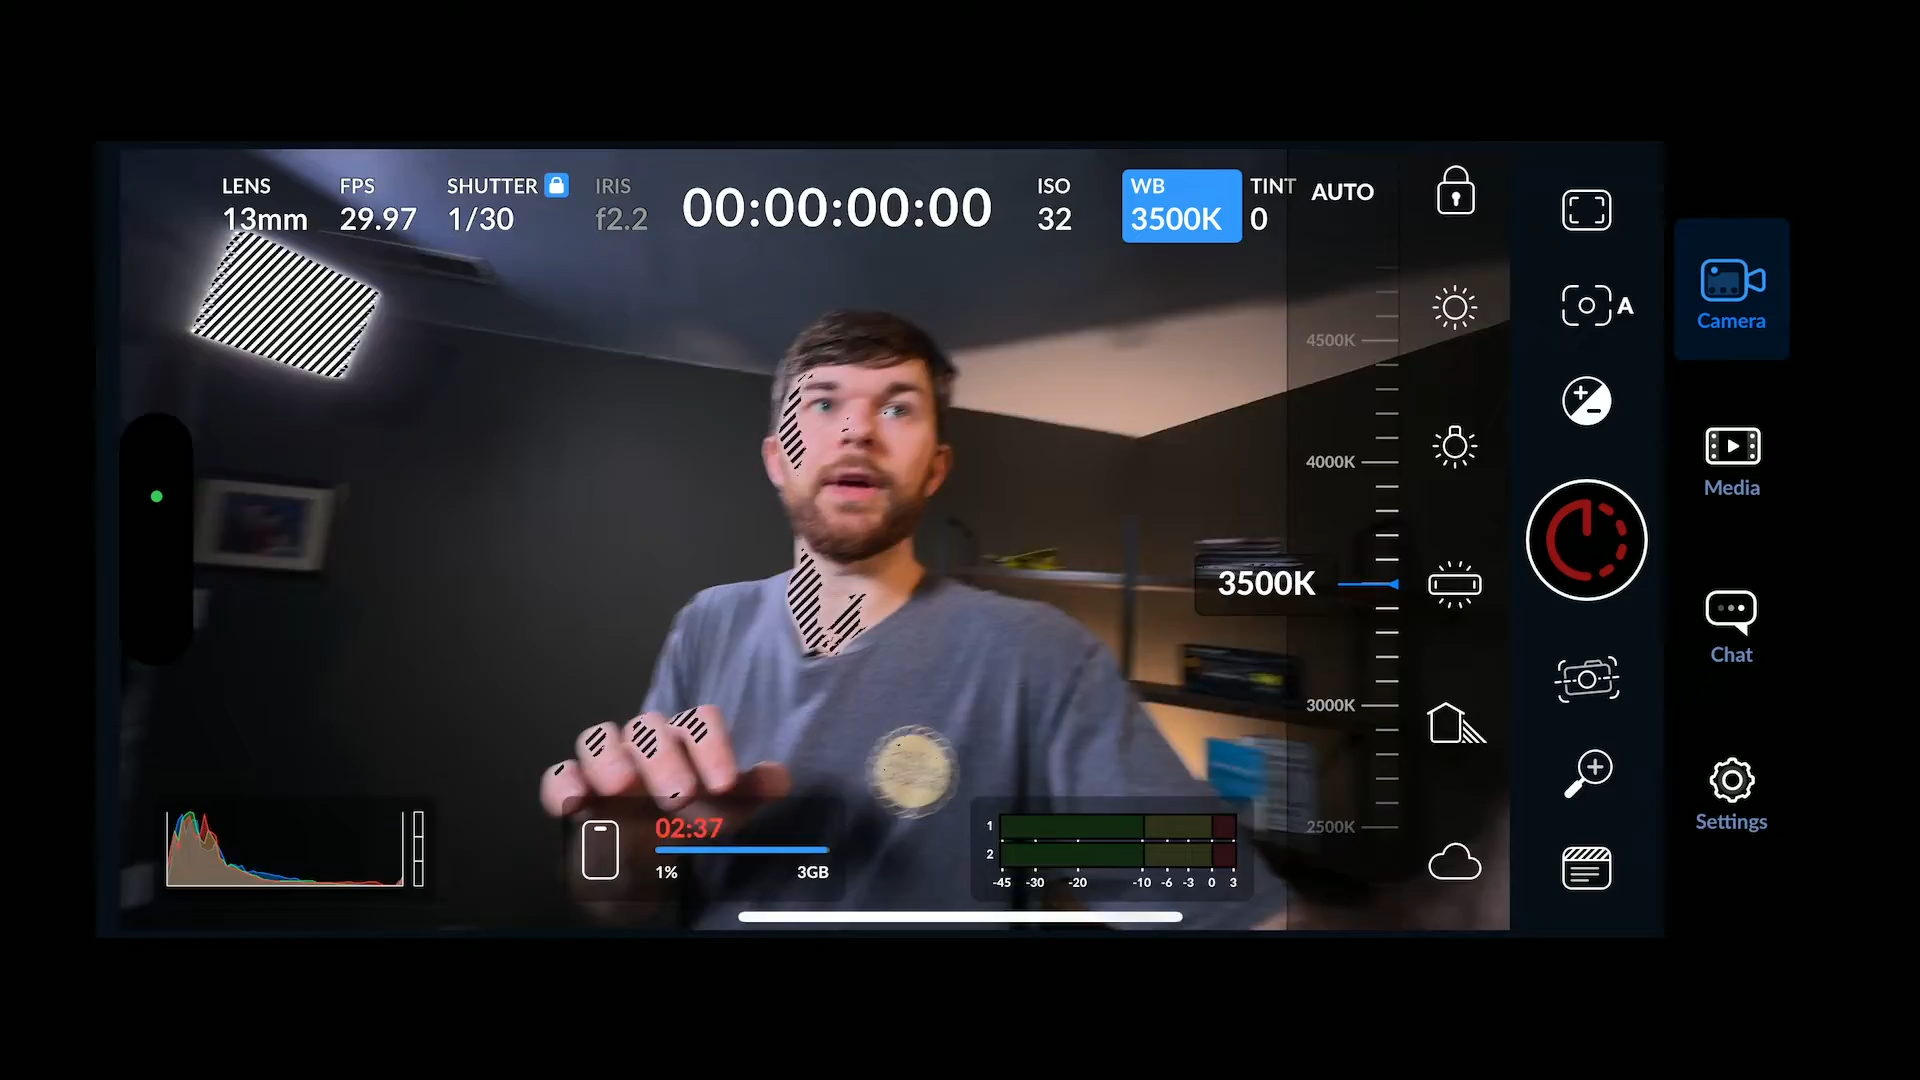 LENS
13mm
FPS
29.97
SHUTTER
1/30
IRIS
f2.2
00:00:00:00
ISO
32
WB
3500K
TINT
0
AUTO
A
4500K
4000K
3500K
3000K
2500K
Camera
Media
Chat
Settings
02:37
1%
3GB
1
2
-45 -30 -20 -10 -6 -3 0 3